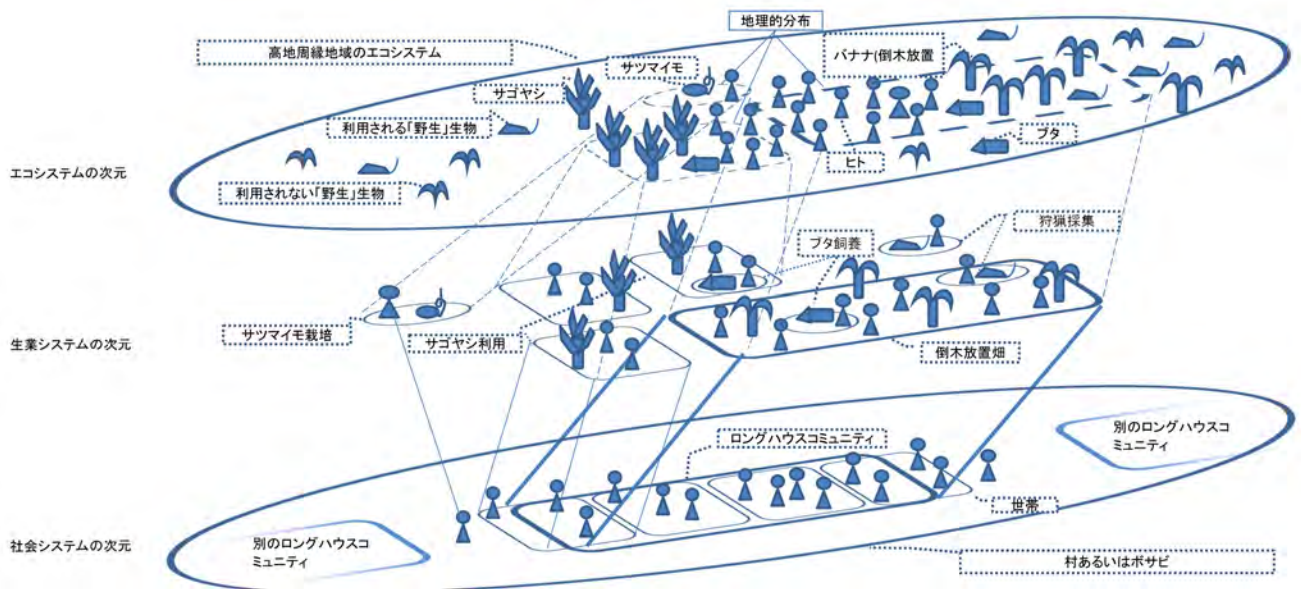 地理的分布
高地周縁地域のエコシステム
バナナ(倒木放置
サツマイモ
サゴヤシ
利用される「野生」生物
ブタ
ヒト
エコシステムの次元
利用されない「野生」生物
狩猟採集
ブタ飼養
サツマイモ栽培
サゴヤシ利用
生業システムの次元
倒木放置畑
別のロングハウスコ
ミュニティ
ロングハウスコミュニティ
世帯
社会システムの次元
別のロングハウスコ
ミュニティ
村あるいはボサビ